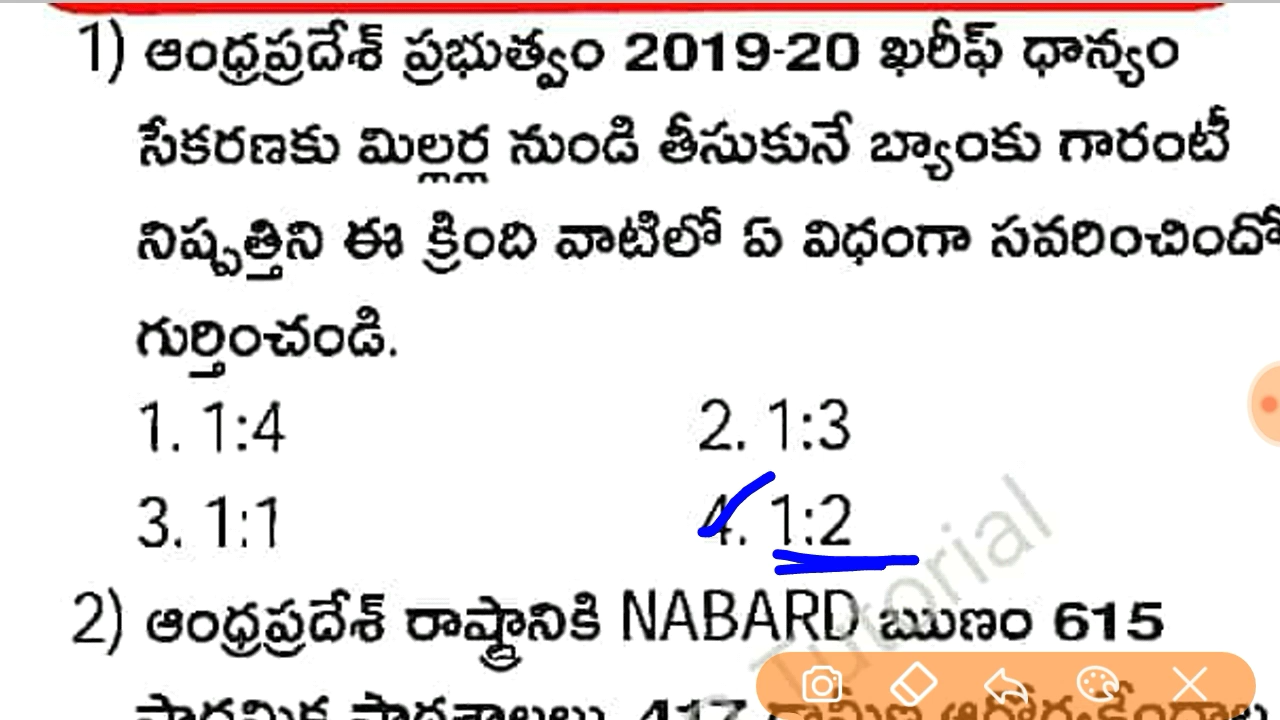 1) ఆంధ్రప్రదేశ్ ప్రభుత్వం 2019-20 ఖరీఫ్ ధాన్యం
సేకరణకు మిల్లర్ల నుండి తీసుకునే బ్యాంకు గారంటీ
నిష్పత్తిని ఈ క్రింది వాటిలో ఏ విధంగా సవరించిందో
గుర్తించండి.
1. 1:4 2. 1:3
3. 1:1 4. 1:2
2) ఆంధ్రప్రదేశ్ రాష్ట్రానికి NABARD ఋణం 615
Tutorial